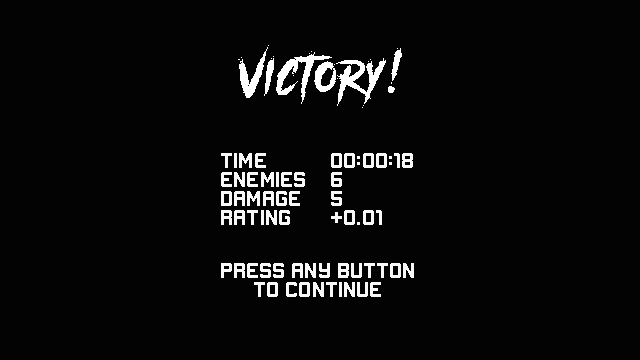 VICTORY!
TIME 00:00:18
ENEMIES 6
DAMAGE 5
RATING +0.01
PRESS ANY BUTTON
TO CONTINUE